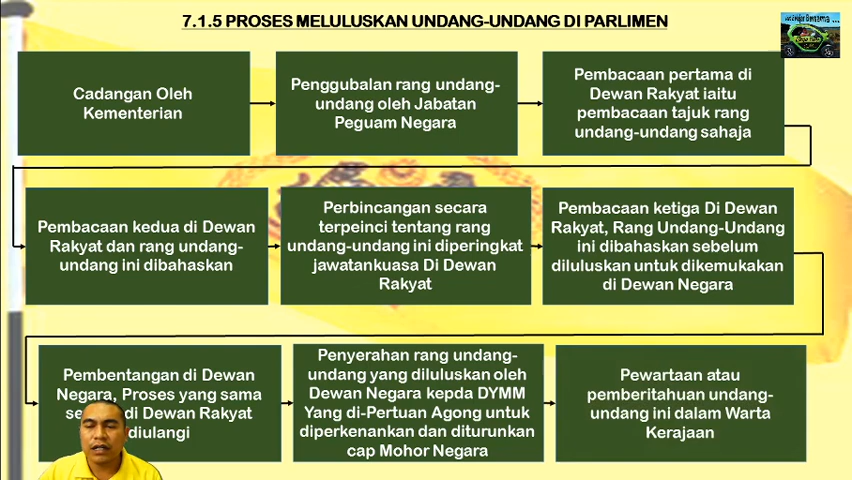 7.1.5 PROSES MELULUSKAN UNDANG-UNDANG DI PARLIMEN
Cadangan Oleh
Kementerian
Penggubalan rang undang-
undang oleh Jabatan
Peguam Negara
Pembacaan pertama di
Dewan Rakyat iaitu
pembacaan tajuk rang
undang-undang sahaja
Pembacaan kedua di Dewan
Rakyat dan rang undang-
undang ini dibahaskan
Perbincangan secara
terpeinci tentang rang
undang-undang ini diperingkat
jawatankuasa Di Dewan
Rakyat
Pembacaan ketiga Di Dewan
Rakyat, Rang Undang-Undang
ini dibahaskan sebelum
diluluskan untuk dikemukakan
di Dewan Negara
Pembentangan di Dewan
Negara, Proses yang sama
di Dewan Rakyat
diulangi
Penyerahan rang undang-
undang yang diluluskan oleh
Dewan Negara kepda DYMM
Yang di-Pertuan Agong untuk
diperkenankan dan diturunkan
cap Mohor Negara
Pewartaan atau
pemberitahuan undang-
undang ini dalam Warta
Kerajaan